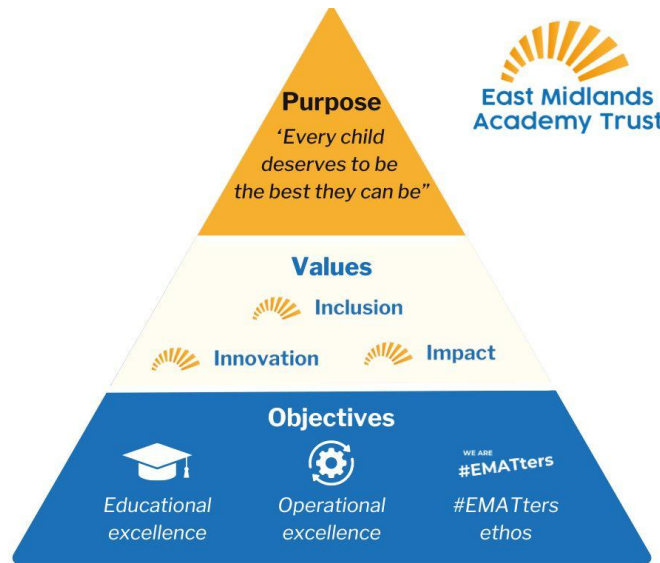 Purpose
‘Every child
deserves to be
the best they can be”
East Midlands
Academy Trust
Values
Inclusion
Innovation
Impact
Objectives
WE ARE
#EMATters
Educational
excellence
Operational
excellence
#EMATters
ethos